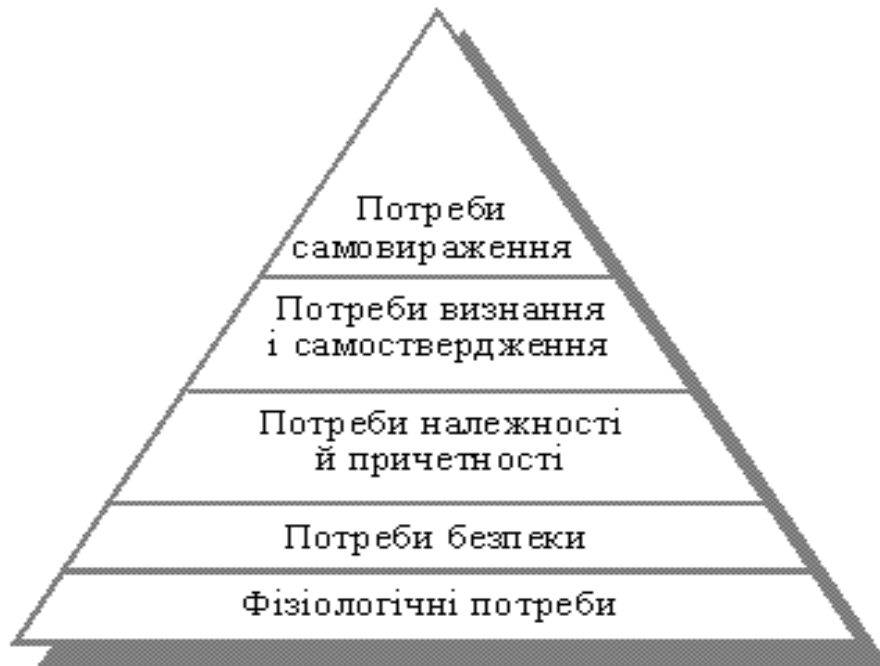 Потреби
самовираження
Потреби визнання
і самоствердження
Потреби належності
й причетності
Потреби безпеки
Фізіологічні потреби